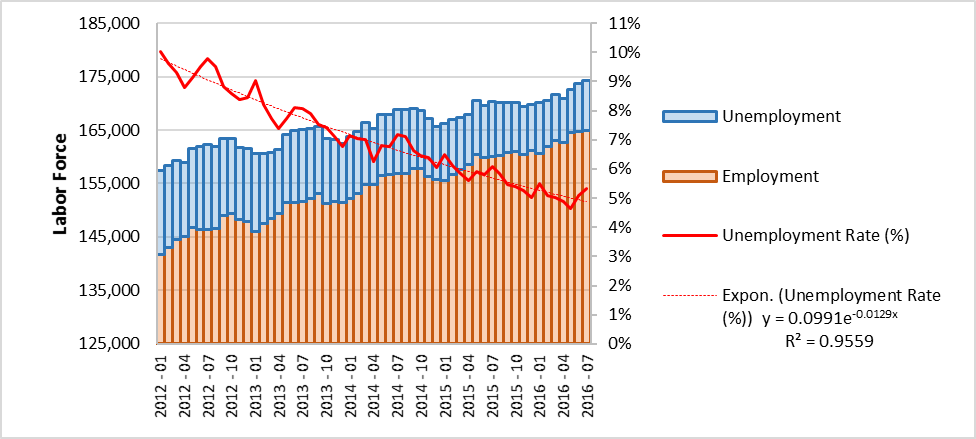 185,000
175,000
165,000
155,000
145,000
135,000
125,000
Labor Force
11%
10%
9%
8%
7%
6%
5%
4%
3%
2%
1%
0%
2012 - 01
2012 - 04
2012 - 07
2012 - 10
2013 - 01
2013 - 04
2013 - 07
2013 - 10
2014 - 01
2014 - 04
2014 - 07
2014 - 10
2015 - 01
2015 - 04
2015 - 07
2015 - 10
2016 - 01
2016 - 04
2016 - 07
Unemployment
Employment
Unemployment Rate (%)
Expon. (Unemployment Rate
(%)) y = 0.0991e^-0.0129x
R² = 0.9559